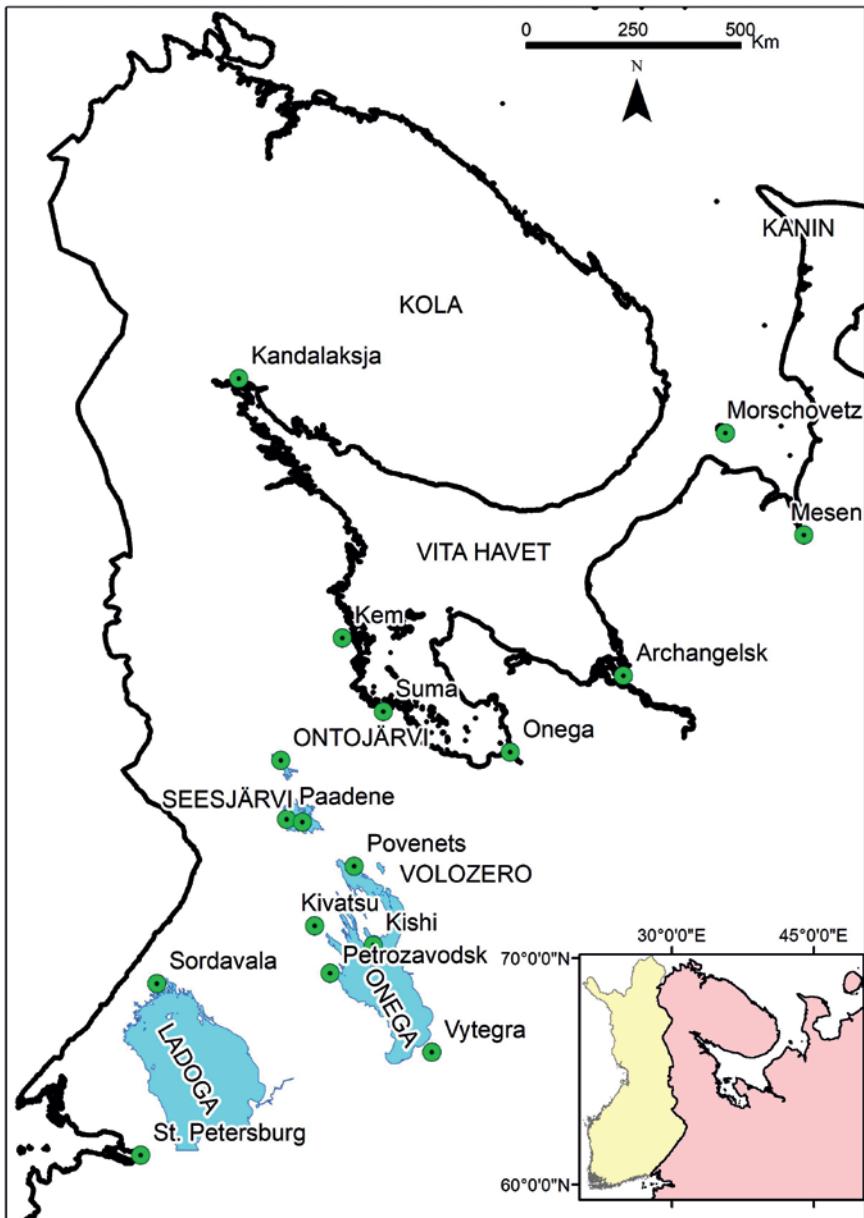 0 250 500
Km
N
KANIN
KOLA
Kandalaksja
Morschovetz
Mesen
VITA HAVET
Kem
Archangelsk
Suma
Onega
ONTOJÄRVI
SEESJÄRVI
Paadene
Povenets
VOLOZERO
Kivatsu
Kishi
Petrozavodsk
Sordavala
ONEGA
LADOGA
Vytegra
St. Petersburg
30°0'0"E 45°0'0"E
70°0'0"N
60°0'0"N